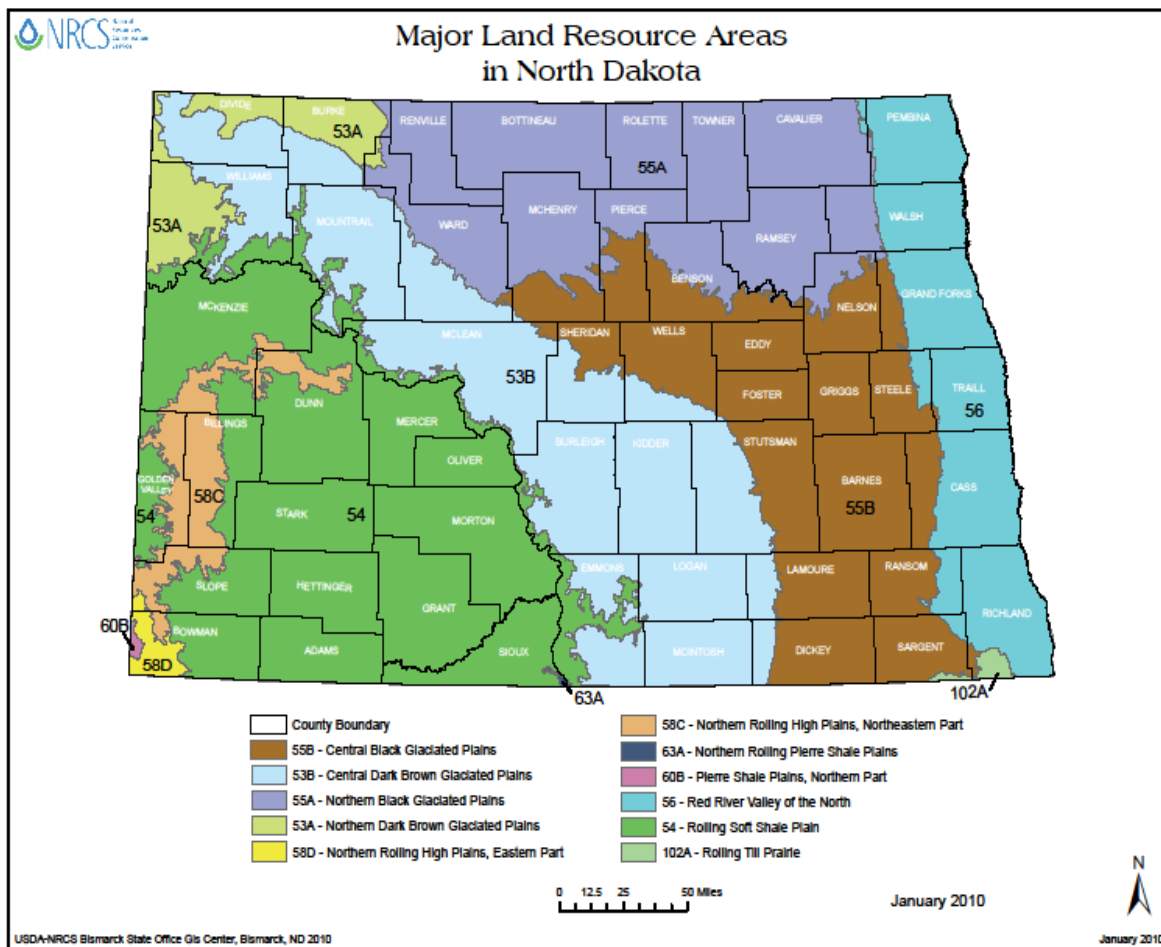 NRCS Natural
Resources
Conservation
Service
Major Land Resource Areas
in North Dakota
DIVIDE
BURKE
53A
RENVILLE
BOTTINEAU
ROLETTE
TOWNER
CAVALIER
PEMBINA
55A
WILLIAMS
53A
MOUNTRAIL
WARD
MCHENRY
PIERCE
RAMSEY
WALSH
BENSON
NELSON
GRAND FORKS
MCKENZIE
MCLEAN
SHERIDAN
WELLS
EDDY
53B
DUNN
FOSTER
GRIGGS
STEELE
TRAILL
56
BILLINGS
MERCER
OLIVER
BURLEIGH
KIDDER
STUTSMAN
GOLDEN
VALLEY
54
58C
STARK
54
MORTON
BARNES
55B
CASS
SLOPE
HETTINGER
GRANT
EMMONS
LOGAN
LAMOURE
RANSOM
RICHLAND
60B
BOWMAN
58D
ADAMS
SIOUX
MCINTOSH
DICKEY
SARGENT
63A
102A
County Boundary
55B - Central Black Glaciated Plains
53B - Central Dark Brown Glaciated Plains
55A - Northern Black Glaciated Plains
53A - Northern Dark Brown Glaciated Plains
58D - Northern Rolling High Plains, Eastern Part
58C - Northern Rolling High Plains, Northeastern Part
63A - Northern Rolling Pierre Shale Plains
60B - Pierre Shale Plains, Northern Part
56 - Red River Valley of the North
54 - Rolling Soft Shale Plain
102A - Rolling Till Prairie
0 12.5 25 50 Miles
January 2010
N
USDA-NRCS Bismarck State Office Gis Center, Bismarck, ND 2010
January 2010